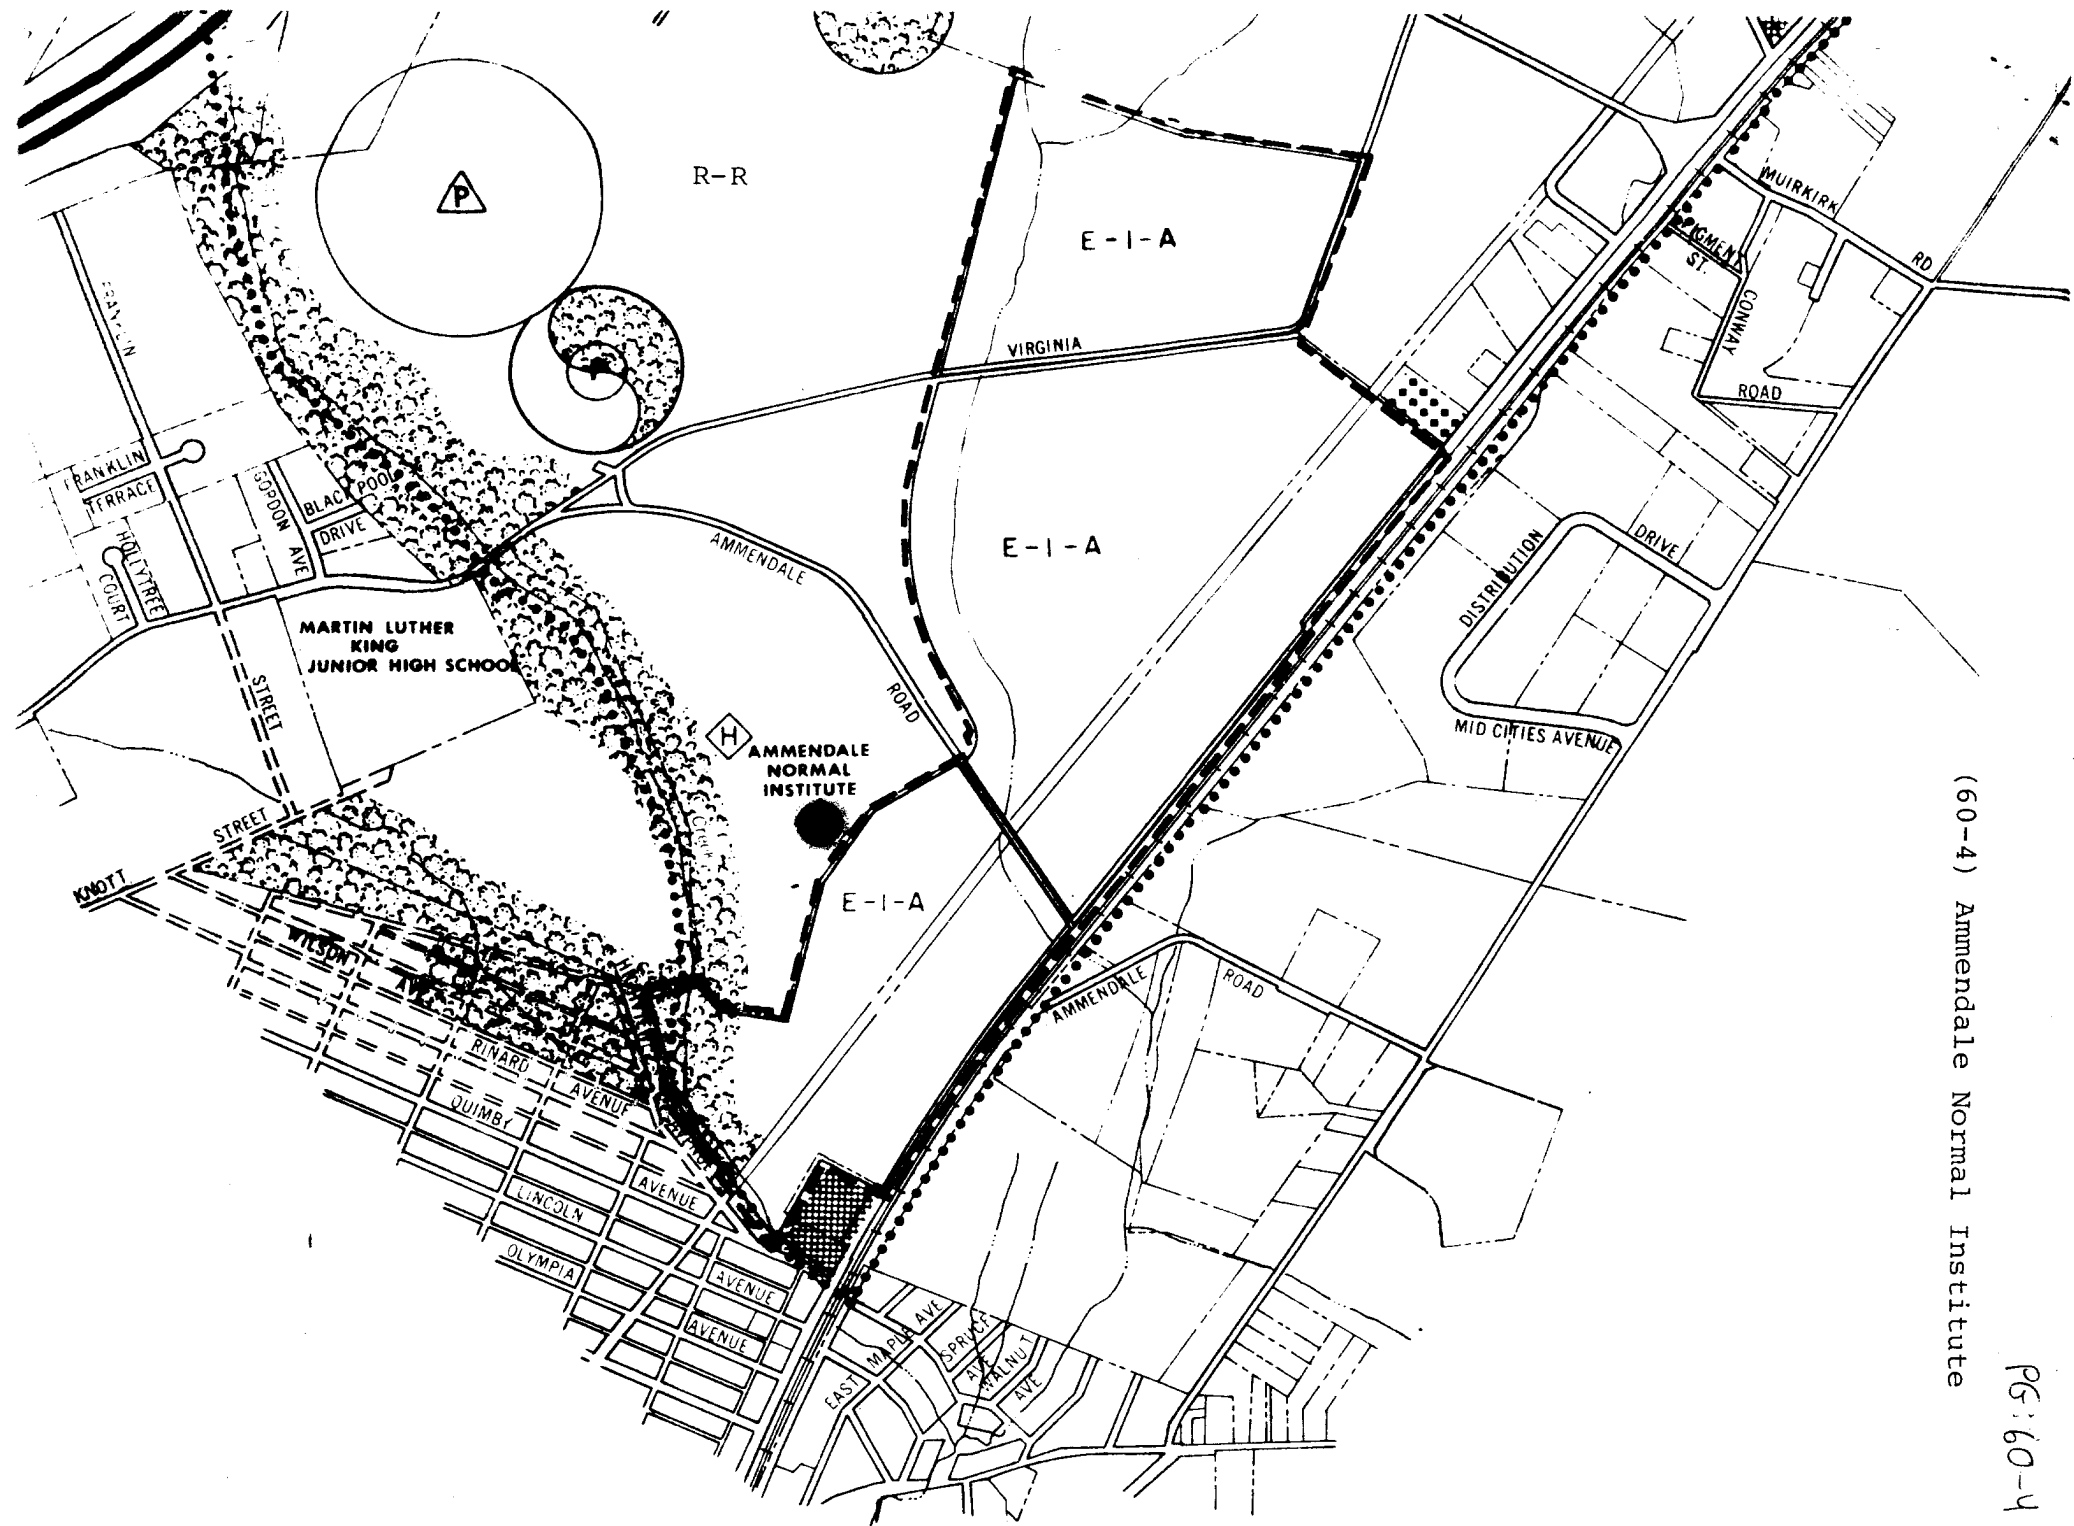 R-R
P
E-I-A
MUIRKIRK
RD
PIGMENT
ST.
CONWAY
ROAD
VIRGINIA
FRANKLIN
FRANKLIN
TERRACE
GORDON
AVE
BLACKPOOL
DRIVE
HOLLYTREE
COURT
AMMENDALE
ROAD
E-I-A
DISTRIBUTION
DRIVE
MID CITIES AVENUE
MARTIN LUTHER
KING
JUNIOR HIGH SCHOOL
STREET
H
AMMENDALE
NORMAL
INSTITUTE
Creek
STREET
KNOTT
E-I-A
WILSON
AVE
AMMENDALE
ROAD
RINARD
AVENUE
QUIMBY
AVENUE
LINCOLN
AVENUE
OLYMPIA
AVENUE
MAPLE AVE
EAST
SPRUCE
AVE
WALNUT
AVE
(60-4) Ammendale Normal Institute
PG:60-4